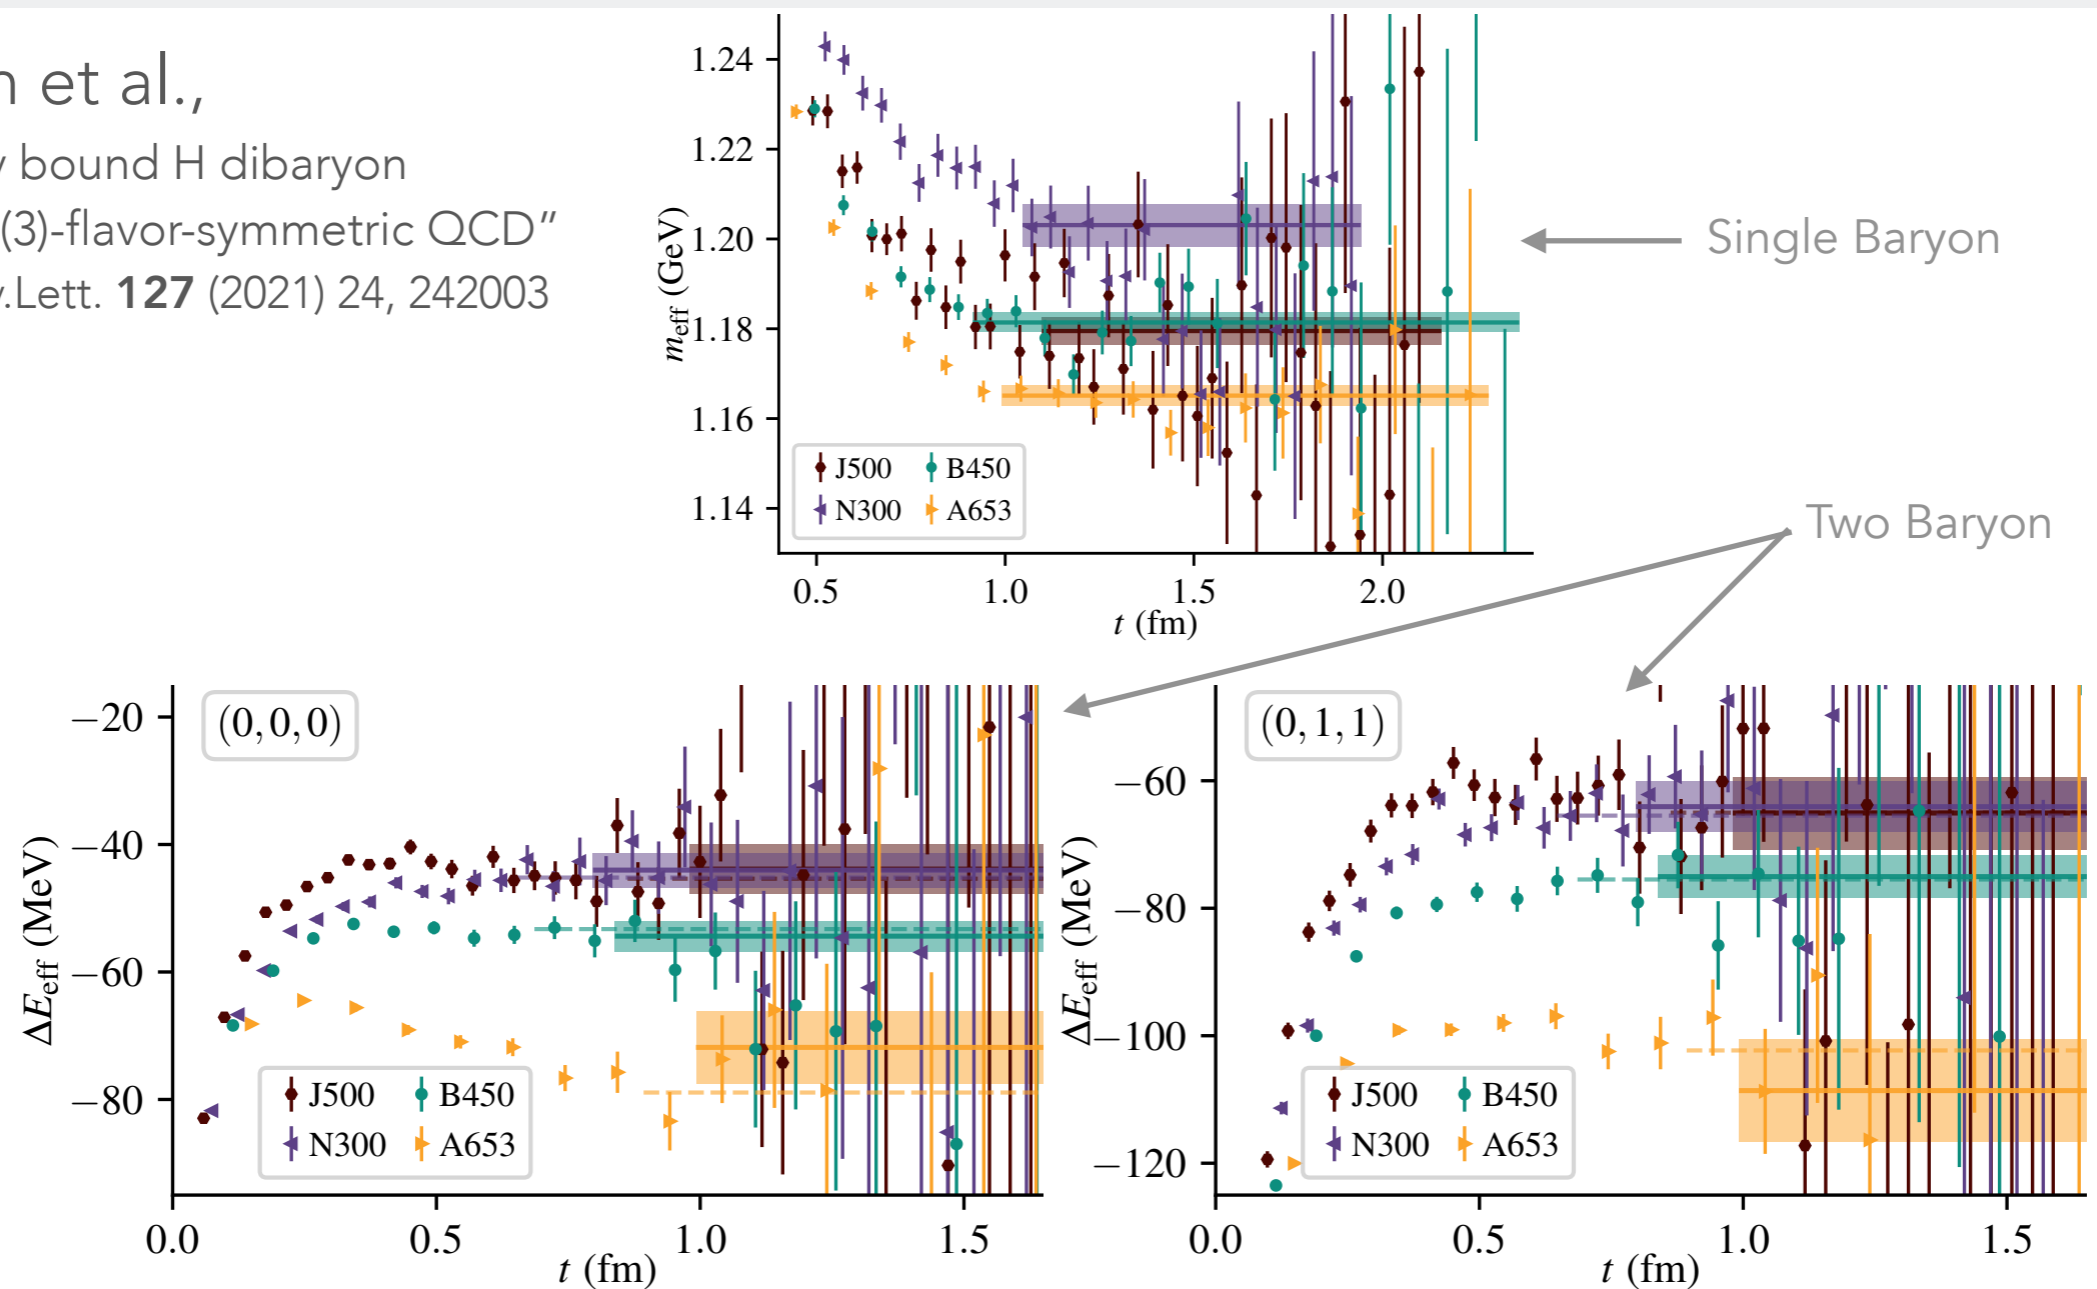 n et al.,
y bound H dibaryon
(3)-flavor-symmetric QCD”
v.Lett. 127 (2021) 24, 242003
1.24
1.22
1.20
1.18
1.16
1.14
m_eff (GeV)
J500 B450
N300 A653
0.5 1.0 1.5 2.0
t (fm)
Single Baryon
Two Baryon
(0,0,0)
−20
−40
−60
−80
ΔE_eff (MeV)
J500 B450
N300 A653
0.0 0.5 1.0 1.5
t (fm)
(0,1,1)
−60
−80
−100
−120
ΔE_eff (MeV)
J500 B450
N300 A653
0.0 0.5 1.0 1.5
t (fm)